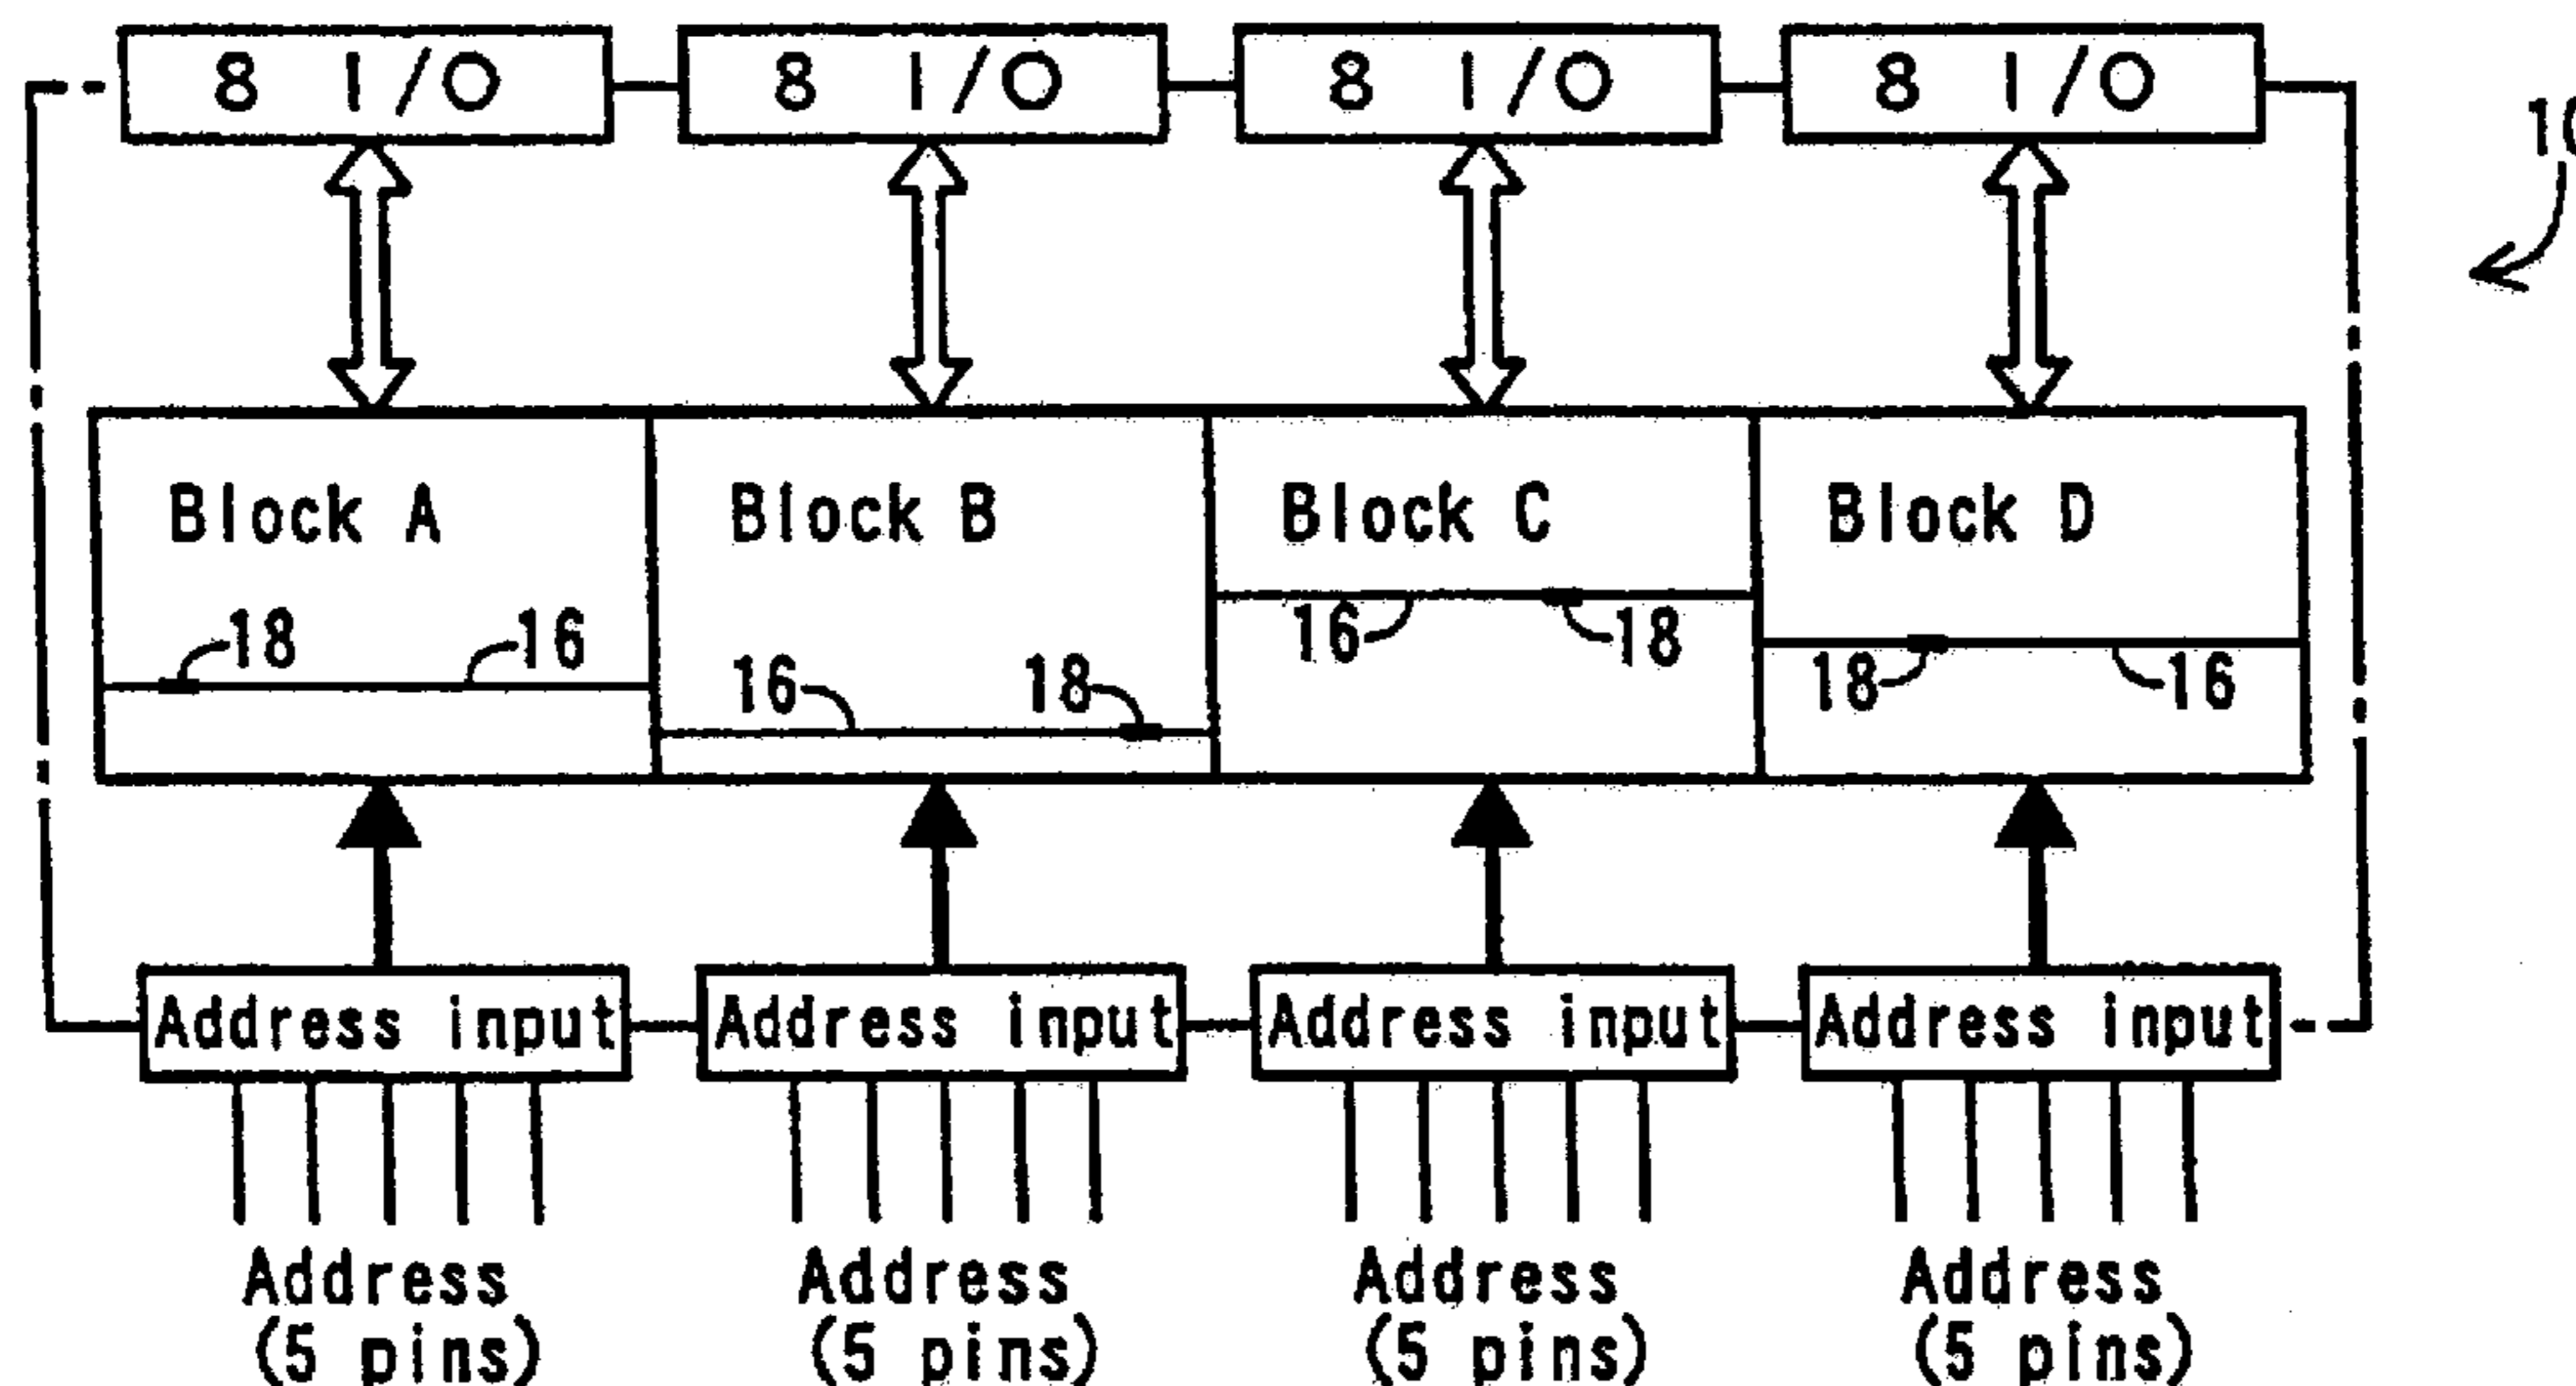 8 I/O 8 I/O 8 I/O 8 I/O
10
Block A Block B Block C Block D
18 16 16 18 16 18 18 16
Address input Address input Address input Address input
Address Address Address Address
(5 pins) (5 pins) (5 pins) (5 pins)